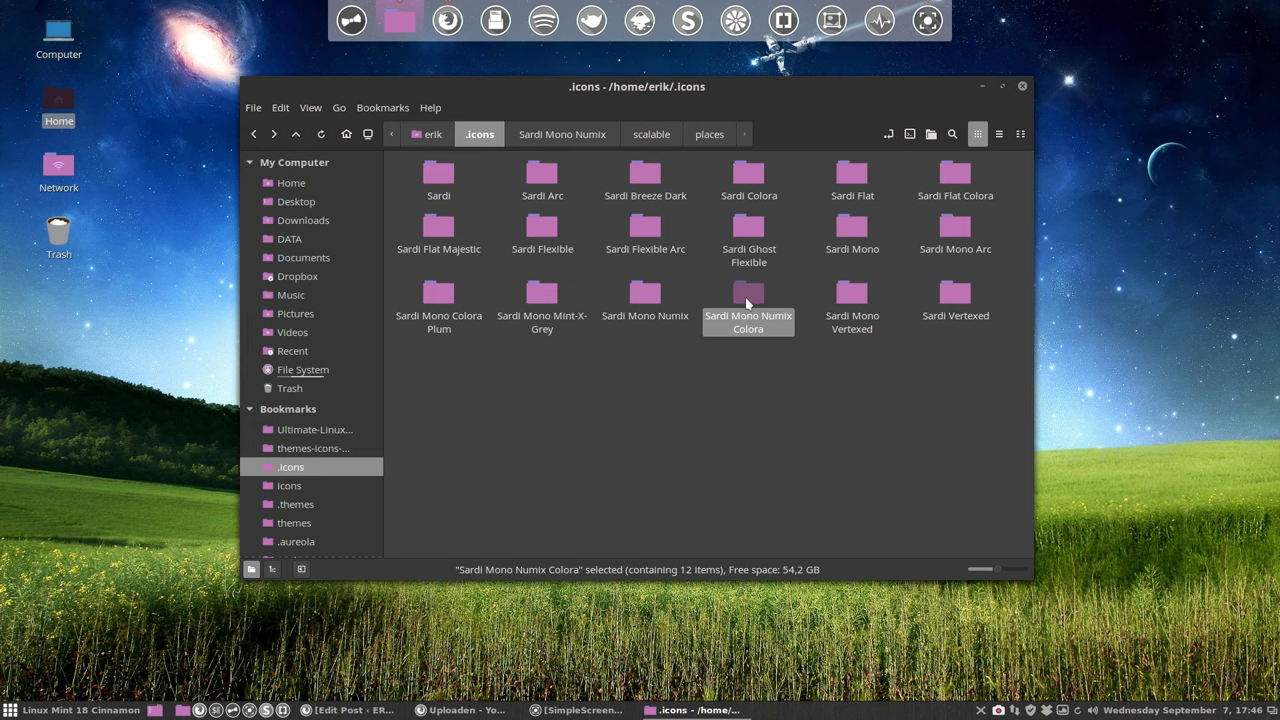 Computer
Home
Network
Trash
.icons - /home/erik/.icons
File Edit View Go Bookmarks Help
erik .icons Sardi Mono Numix scalable places
My Computer
Home
Desktop
Downloads
DATA
Documents
Dropbox
Music
Pictures
Videos
Recent
File System
Trash
Bookmarks
Ultimate-Linux...
themes-icons-...
.icons
icons
.themes
themes
.aureola
Sardi
Sardi Arc
Sardi Breeze Dark
Sardi Colora
Sardi Flat
Sardi Flat Colora
Sardi Flat Majestic
Sardi Flexible
Sardi Flexible Arc
Sardi Ghost
Flexible
Sardi Mono
Sardi Mono Arc
Sardi Mono Colora
Plum
Sardi Mono Mint-X-
Grey
Sardi Mono Numix
Sardi Mono Numix
Colora
Sardi Mono
Vertexed
Sardi Vertexed
"Sardi Mono Numix Colora" selected (containing 12 items), Free space: 54,2 GB
Linux Mint 18 Cinnamon [Edit Post ‹ ER... Uploaden - Yo... [SimpleScreen... .icons - /home/... Wednesday September 7, 17:46